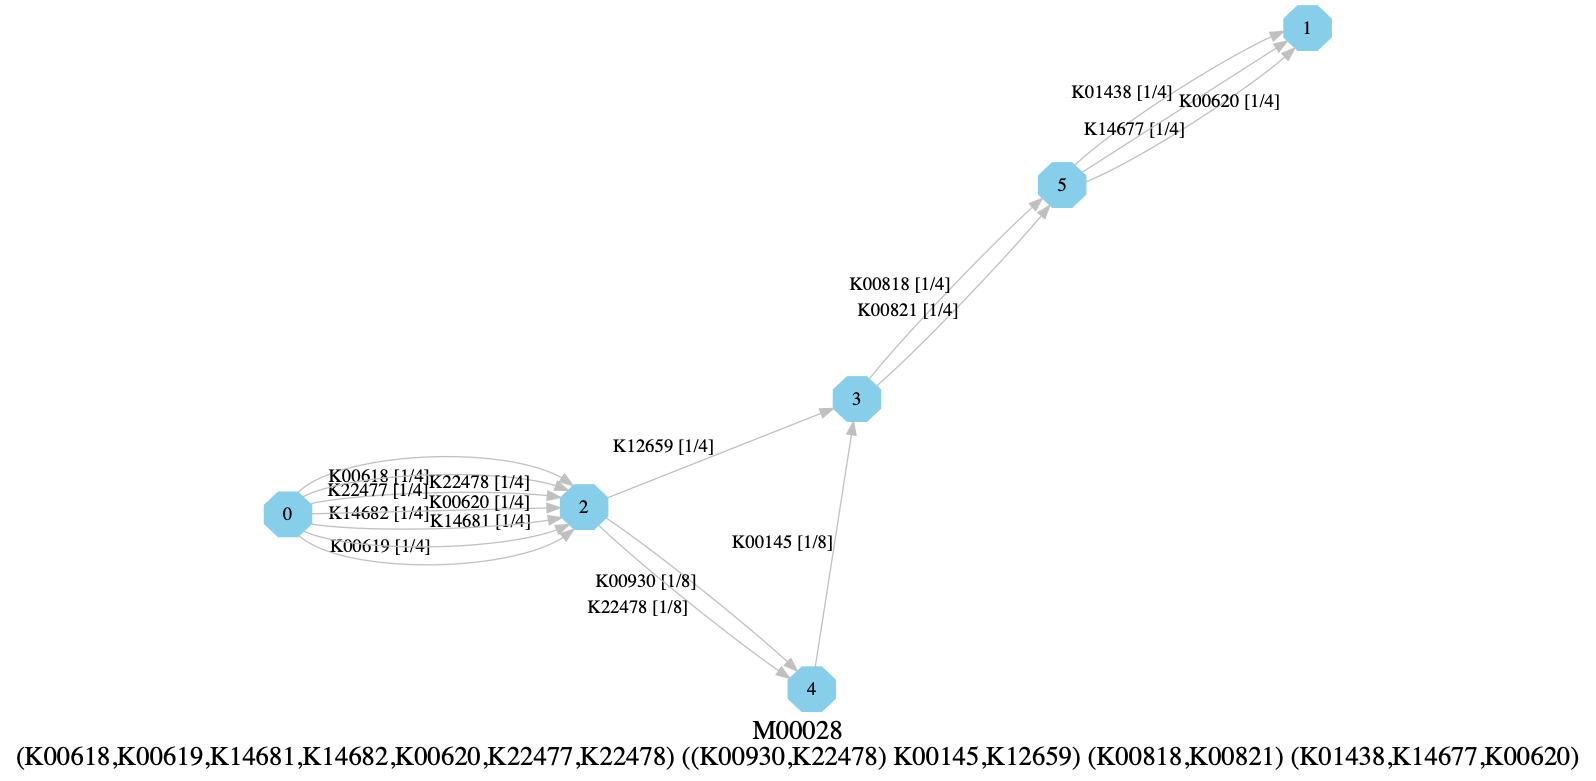 1
K01438 [1/4]
K00620 [1/4]
K14677 [1/4]
5
K00818 [1/4]
K00821 [1/4]
3
K12659 [1/4]
K00618 [1/4]
K22478 [1/4]
K22477 [1/4]
K00620 [1/4]
0
K14682 [1/4]
K14681 [1/4]
2
K00619 [1/4]
K00145 [1/8]
K00930 [1/8]
K22478 [1/8]
4
M00028
(K00618,K00619,K14681,K14682,K00620,K22477,K22478) ((K00930,K22478) K00145,K12659) (K00818,K00821) (K01438,K14677,K00620)